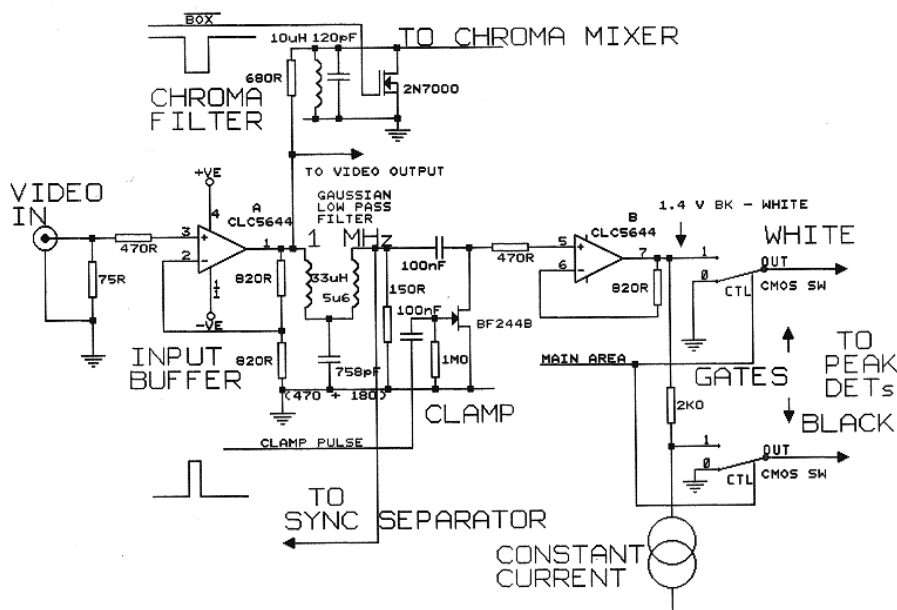 BOX
10uH 120pF
TO CHROMA MIXER
680R
2N7000
CHROMA
FILTER
TO VIDEO OUTPUT
+VE
VIDEO
IN
A
CLC5644
GAUSSIAN
LOW PASS
FILTER
1 MHz
B
CLC5644
1.4 V BK - WHITE
WHITE
4
470R
3
1
2
75R
820R
33uH
5u6
100nF
470R
5
7
6
820R
1
0
OUT
CTL
CMOS SW
11
-VE
150R
100nF
BF244B
INPUT
BUFFER
820R
758pF
1M0
(470 + 180)
CLAMP
MAIN AREA
GATES
TO
PEAK
DETs
2K0
BLACK
CLAMP PULSE
1
0
OUT
CTL
CMOS SW
TO
SYNC SEPARATOR
CONSTANT
CURRENT